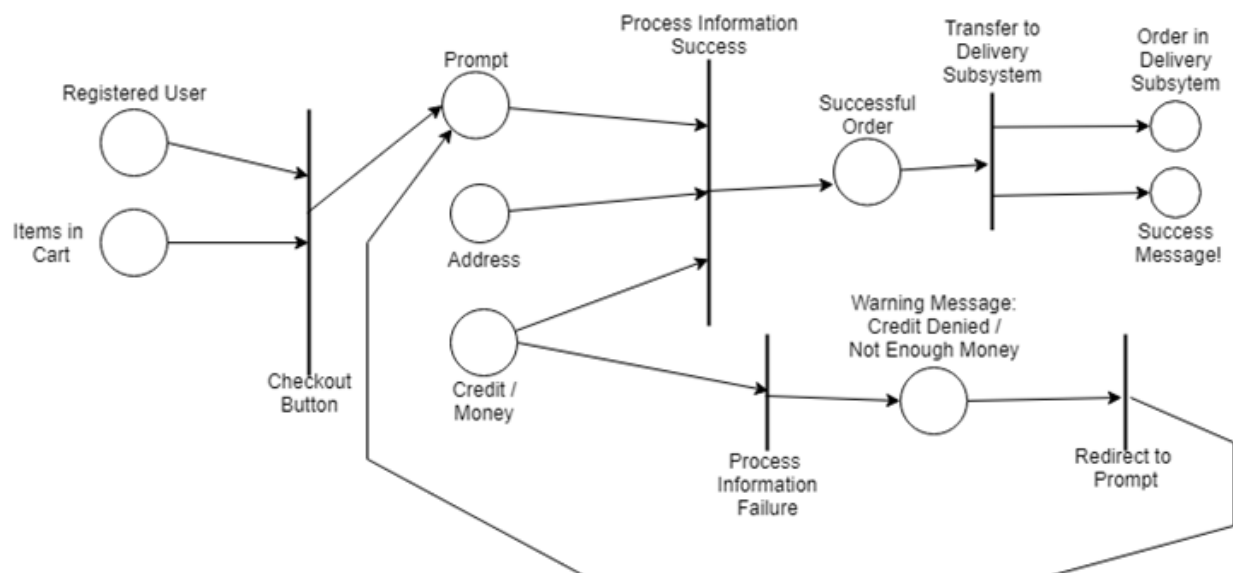 Process Information
Success
Transfer to
Delivery
Subsystem
Order in
Delivery
Subsytem
Prompt
Registered User
Successful
Order
Items in
Cart
Address
Success
Message!
Warning Message:
Credit Denied /
Not Enough Money
Checkout
Button
Credit /
Money
Process
Information
Failure
Redirect to
Prompt